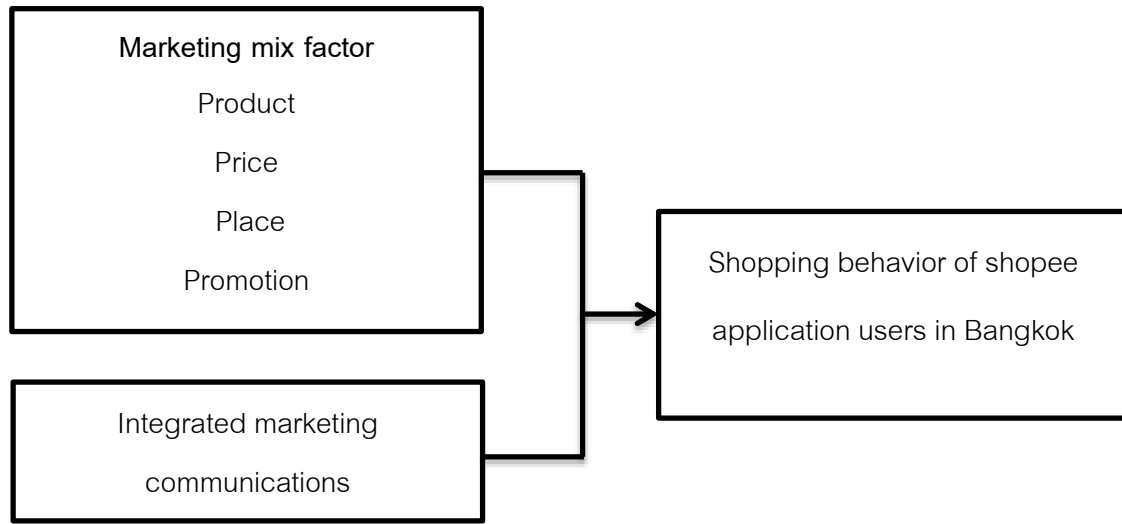 Marketing mix factor
Product
Price
Place
Promotion
Shopping behavior of shopee
application users in Bangkok
Integrated marketing
communications